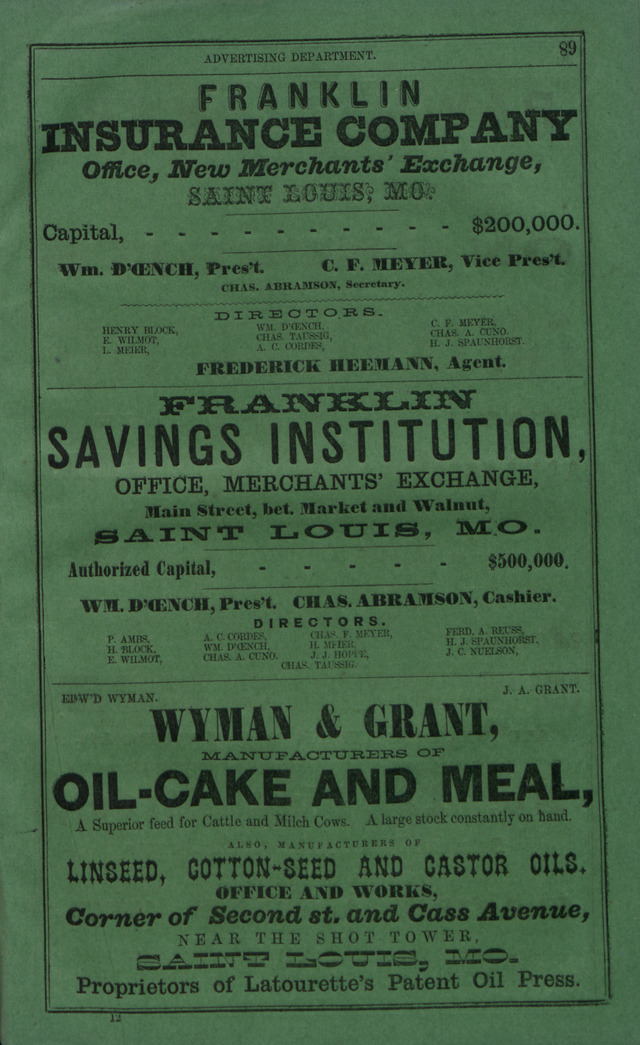 ADVERTISING DEPARTMENT. 89
FRANKLIN
INSURANCE COMPANY
Office, New Merchants' Exchange,
SAINT LOUIS, MO.
Capital, - - - - - - - - - - $200,000.
Wm. D'ŒNCH, Pres't. C. F. MEYER, Vice Pres't.
CHAS. ABRAMSON, Secretary.
DIRECTORS.
HENRY BLOCK, WM. D'ŒNCH, C. F. MEYER,
E. WILMOT, CHAS. TAUSSIG, CHAS. A. CUNO.
L. MEIER, A. C. CORDES, H. J. SPAUNHORST.
FREDERICK HEEMANN, Agent.
FRANKLIN
SAVINGS INSTITUTION,
OFFICE, MERCHANTS' EXCHANGE,
Main Street, bet. Market and Walnut,
SAINT LOUIS, MO.
Authorized Capital, - - - - - $500,000.
WM. D'ŒNCH, Pres't. CHAS. ABRAMSON, Cashier.
DIRECTORS.
P. AMBS, A. C. CORDES, CHAS. F. MEYER, FERD. A. REUSS,
H. BLOCK, WM. D'ŒNCH, H. MEIER, H. J. SPAUNHORST.
E. WILMOT, CHAS. A. CUNO. J. J. HOPPE, J. C. NUELSON,
CHAS. TAUSSIG.
EDW'D WYMAN. J. A. GRANT.
WYMAN & GRANT,
MANUFACTURERS OF
OIL-CAKE AND MEAL,
A Superior feed for Cattle and Milch Cows. A large stock constantly on hand.
ALSO, MANUFACTURERS OF
LINSEED, COTTON-SEED AND CASTOR OILS.
OFFICE AND WORKS,
Corner of Second st. and Cass Avenue,
NEAR THE SHOT TOWER,
SAINT LOUIS, MO.
Proprietors of Latourette's Patent Oil Press.
12